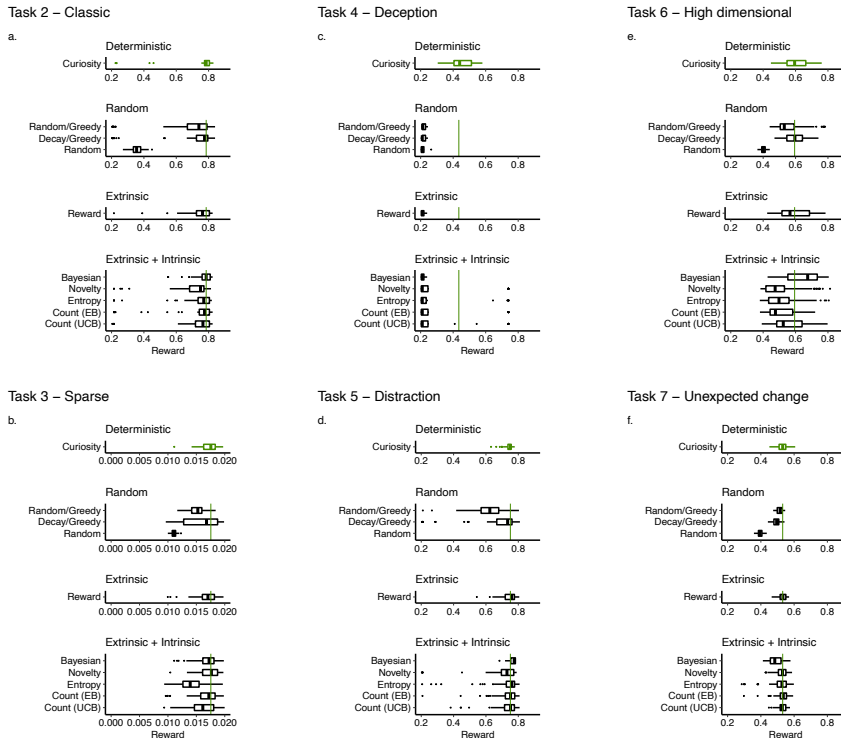 Task 2 – Classic
a.
Deterministic
Curiosity
0.2 0.4 0.6 0.8
Random
Random/Greedy
Decay/Greedy
Random
0.2 0.4 0.6 0.8
Extrinsic
Reward
0.2 0.4 0.6 0.8
Extrinsic + Intrinsic
Bayesian
Novelty
Entropy
Count (EB)
Count (UCB)
0.2 0.4 0.6 0.8
Reward
Task 4 – Deception
c.
Deterministic
Curiosity
0.2 0.4 0.6 0.8
Random
Random/Greedy
Decay/Greedy
Random
0.2 0.4 0.6 0.8
Extrinsic
Reward
0.2 0.4 0.6 0.8
Extrinsic + Intrinsic
Bayesian
Novelty
Entropy
Count (EB)
Count (UCB)
0.2 0.4 0.6 0.8
Reward
Task 6 – High dimensional
e.
Deterministic
Curiosity
0.2 0.4 0.6 0.8
Random
Random/Greedy
Decay/Greedy
Random
0.2 0.4 0.6 0.8
Extrinsic
Reward
0.2 0.4 0.6 0.8
Extrinsic + Intrinsic
Bayesian
Novelty
Entropy
Count (EB)
Count (UCB)
0.2 0.4 0.6 0.8
Reward
Task 3 – Sparse
b.
Deterministic
Curiosity
0.000 0.005 0.010 0.015 0.020
Random
Random/Greedy
Decay/Greedy
Random
0.000 0.005 0.010 0.015 0.020
Extrinsic
Reward
0.000 0.005 0.010 0.015 0.020
Extrinsic + Intrinsic
Bayesian
Novelty
Entropy
Count (EB)
Count (UCB)
0.000 0.005 0.010 0.015 0.020
Reward
Task 5 – Distraction
d.
Deterministic
Curiosity
0.2 0.4 0.6 0.8
Random
Random/Greedy
Decay/Greedy
Random
0.2 0.4 0.6 0.8
Extrinsic
Reward
0.2 0.4 0.6 0.8
Extrinsic + Intrinsic
Bayesian
Novelty
Entropy
Count (EB)
Count (UCB)
0.2 0.4 0.6 0.8
Reward
Task 7 – Unexpected change
f.
Deterministic
Curiosity
0.2 0.4 0.6 0.8
Random
Random/Greedy
Decay/Greedy
Random
0.2 0.4 0.6 0.8
Extrinsic
Reward
0.2 0.4 0.6 0.8
Extrinsic + Intrinsic
Bayesian
Novelty
Entropy
Count (EB)
Count (UCB)
0.2 0.4 0.6 0.8
Reward